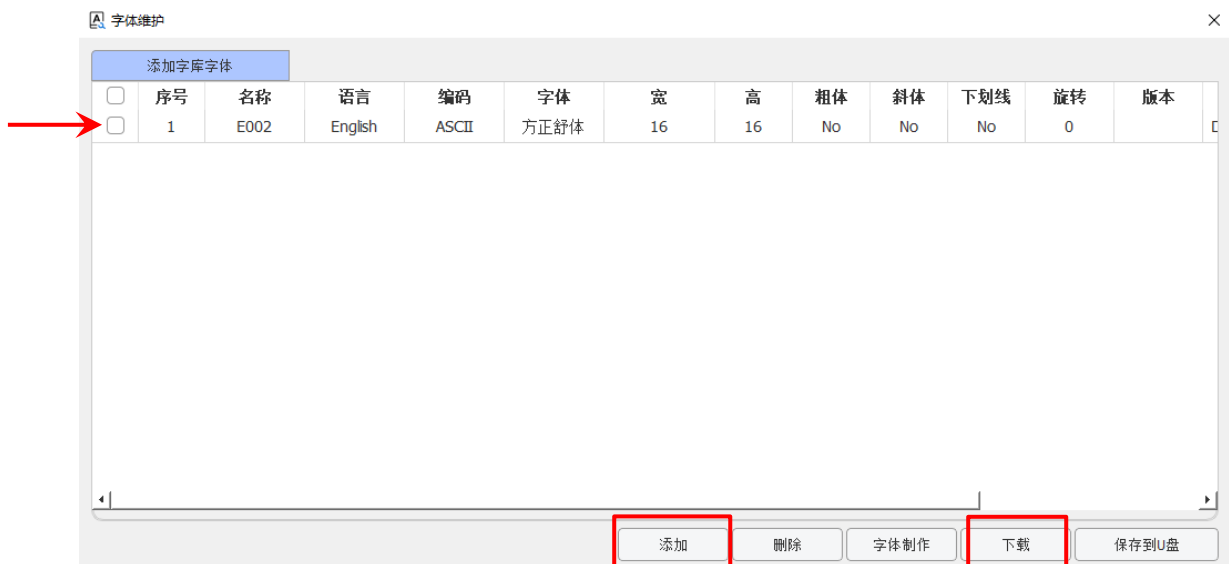 字体维护
添加字库字体
序号 名称 语言 编码 字体 宽 高 粗体 斜体 下划线 旋转 版本
1 E002 English ASCII 方正舒体 16 16 No No No 0
添加 删除 字体制作 下载 保存到U盘